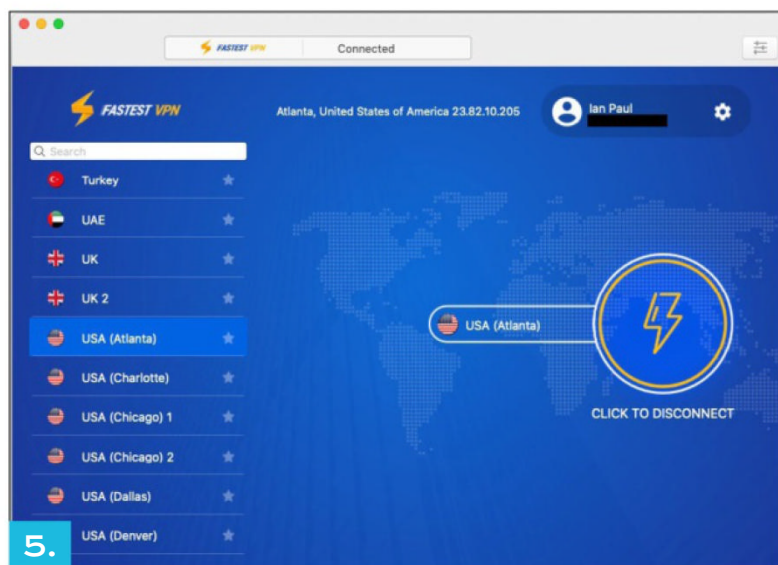 FASTEST VPN
Connected
FASTEST VPN
Atlanta, United States of America 23.82.10.205
Ian Paul
Search
Turkey
UAE
UK
UK 2
USA (Atlanta)
USA (Charlotte)
USA (Chicago) 1
USA (Chicago) 2
USA (Dallas)
USA (Denver)
USA (Atlanta)
CLICK TO DISCONNECT
5.